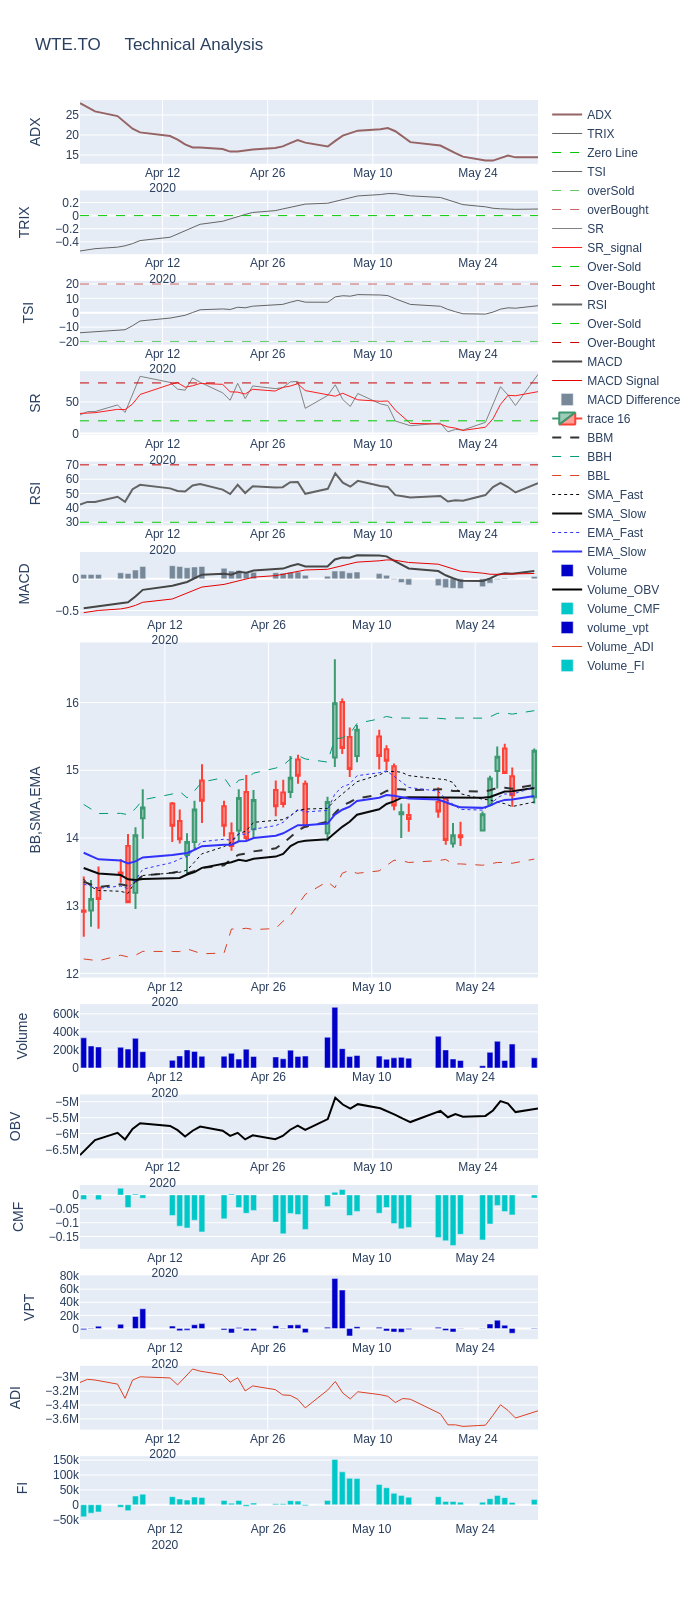 WTE.TO Technical Analysis
ADX
25
20
15
Apr 12
2020
Apr 26
May 10
May 24
TRIX
0.2
0
−0.2
−0.4
Apr 12
2020
Apr 26
May 10
May 24
TSI
20
10
0
−10
−20
Apr 12
2020
Apr 26
May 10
May 24
SR
50
0
Apr 12
2020
Apr 26
May 10
May 24
RSI
70
60
50
40
30
Apr 12
2020
Apr 26
May 10
May 24
MACD
0
−0.5
Apr 12
2020
Apr 26
May 10
May 24
BB,SMA,EMA
16
15
14
13
12
Apr 12
2020
Apr 26
May 10
May 24
Volume
600k
400k
200k
0
Apr 12
2020
Apr 26
May 10
May 24
OBV
−5M
−5.5M
−6M
−6.5M
Apr 12
2020
Apr 26
May 10
May 24
CMF
0
−0.05
−0.1
−0.15
Apr 12
2020
Apr 26
May 10
May 24
VPT
80k
60k
40k
20k
0
Apr 12
2020
Apr 26
May 10
May 24
ADI
−3M
−3.2M
−3.4M
−3.6M
Apr 12
2020
Apr 26
May 10
May 24
FI
150k
100k
50k
0
−50k
Apr 12
2020
Apr 26
May 10
May 24
ADX
TRIX
Zero Line
TSI
overSold
overBought
SR
SR_signal
Over-Sold
Over-Bought
RSI
Over-Sold
Over-Bought
MACD
MACD Signal
MACD Difference
trace 16
BBM
BBH
BBL
SMA_Fast
SMA_Slow
EMA_Fast
EMA_Slow
Volume
Volume_OBV
Volume_CMF
volume_vpt
Volume_ADI
Volume_FI